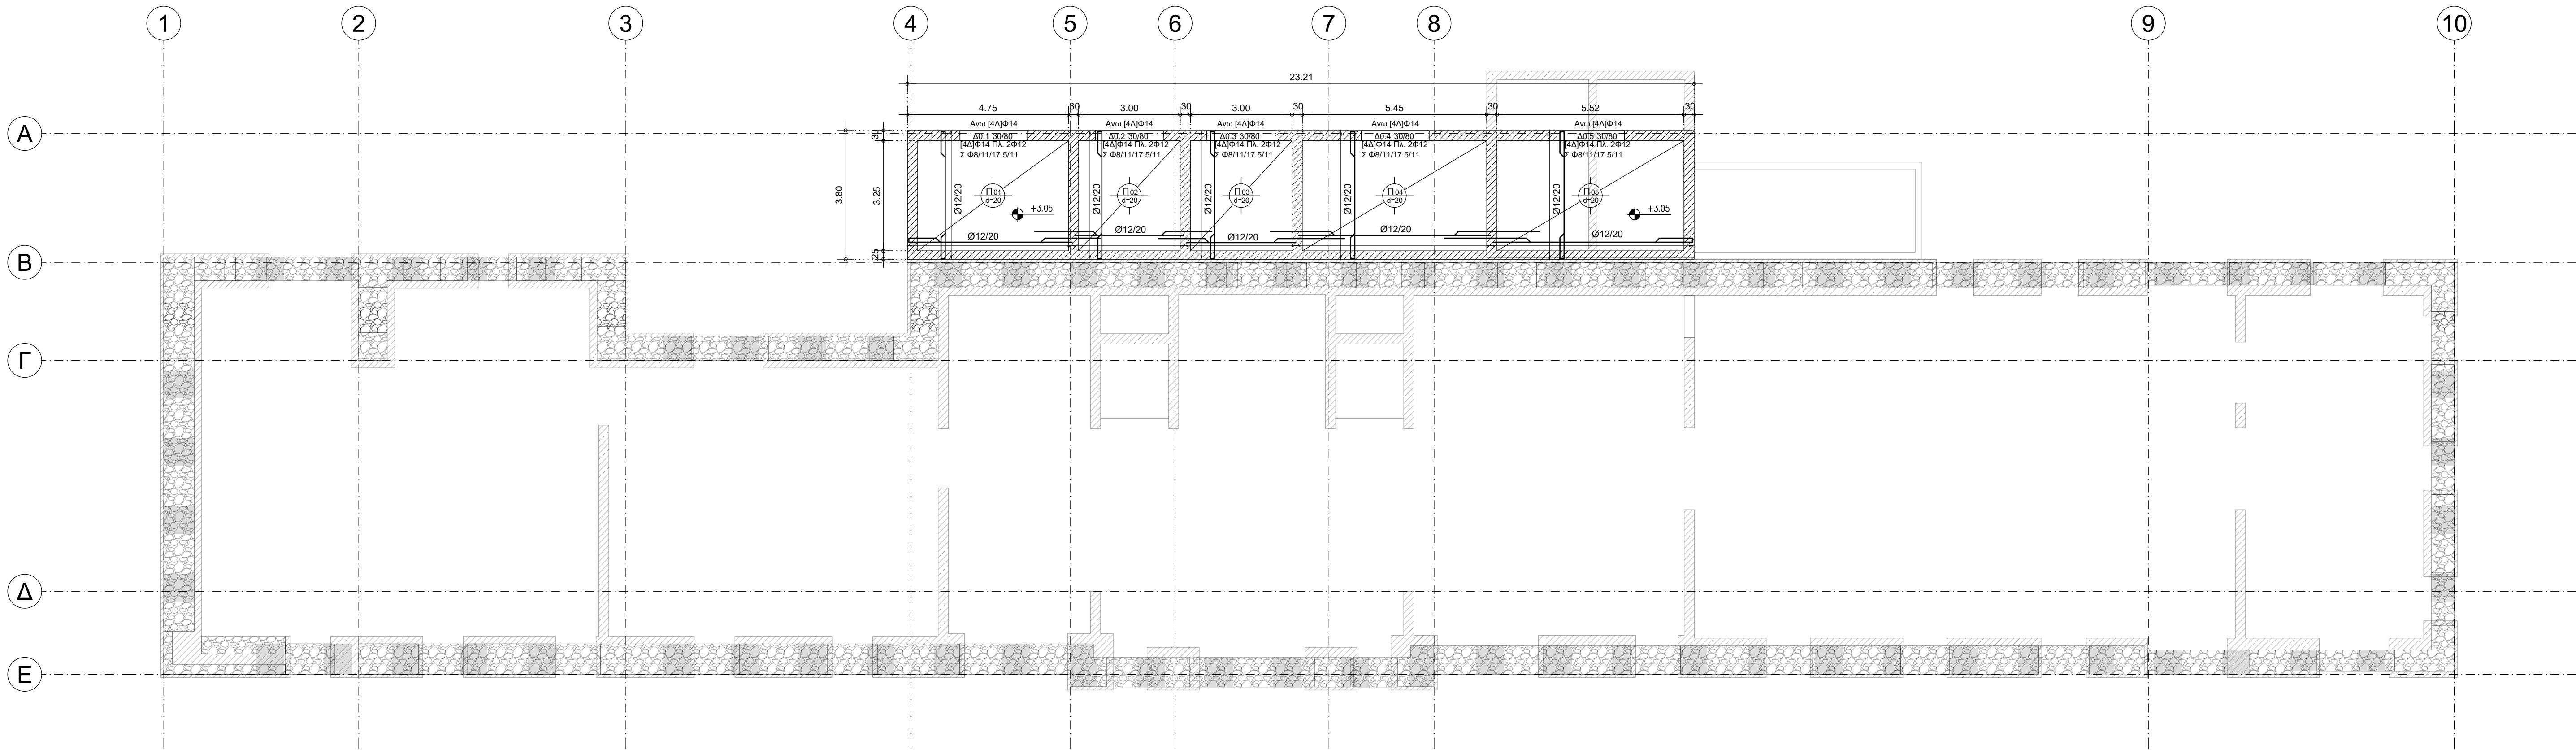 1 2 3 4 5 6 7 8 9 10
23.21
4.75 30 3.00 30 3.00 30 5.45 30 5.52 30
Ανω [4Δ]Φ14 Ανω [4Δ]Φ14 Ανω [4Δ]Φ14 Ανω [4Δ]Φ14 Ανω [4Δ]Φ14
Α
30
Δ0.1 30/80 Δ0.2 30/80 Δ0.3 30/80 Δ0.4 30/80 Δ0.5 30/80
[4Δ]Φ14 Πλ. 2Φ12 [4Δ]Φ14 Πλ. 2Φ12 [4Δ]Φ14 Πλ. 2Φ12 [4Δ]Φ14 Πλ. 2Φ12 [4Δ]Φ14 Πλ. 2Φ12
Σ Φ8/11/17.5/11 Σ Φ8/11/17.5/11 Σ Φ8/11/17.5/11 Σ Φ8/11/17.5/11 Σ Φ8/11/17.5/11
3.80 3.25
Ø12/20 Ø12/20 Ø12/20 Ø12/20 Ø12/20
Π01 Π02 Π03 Π04 Π05
d=20 d=20 d=20 d=20 d=20
+3.05 +3.05
Ø12/20 Ø12/20 Ø12/20 Ø12/20 Ø12/20
25
Β
Γ
Δ
Ε